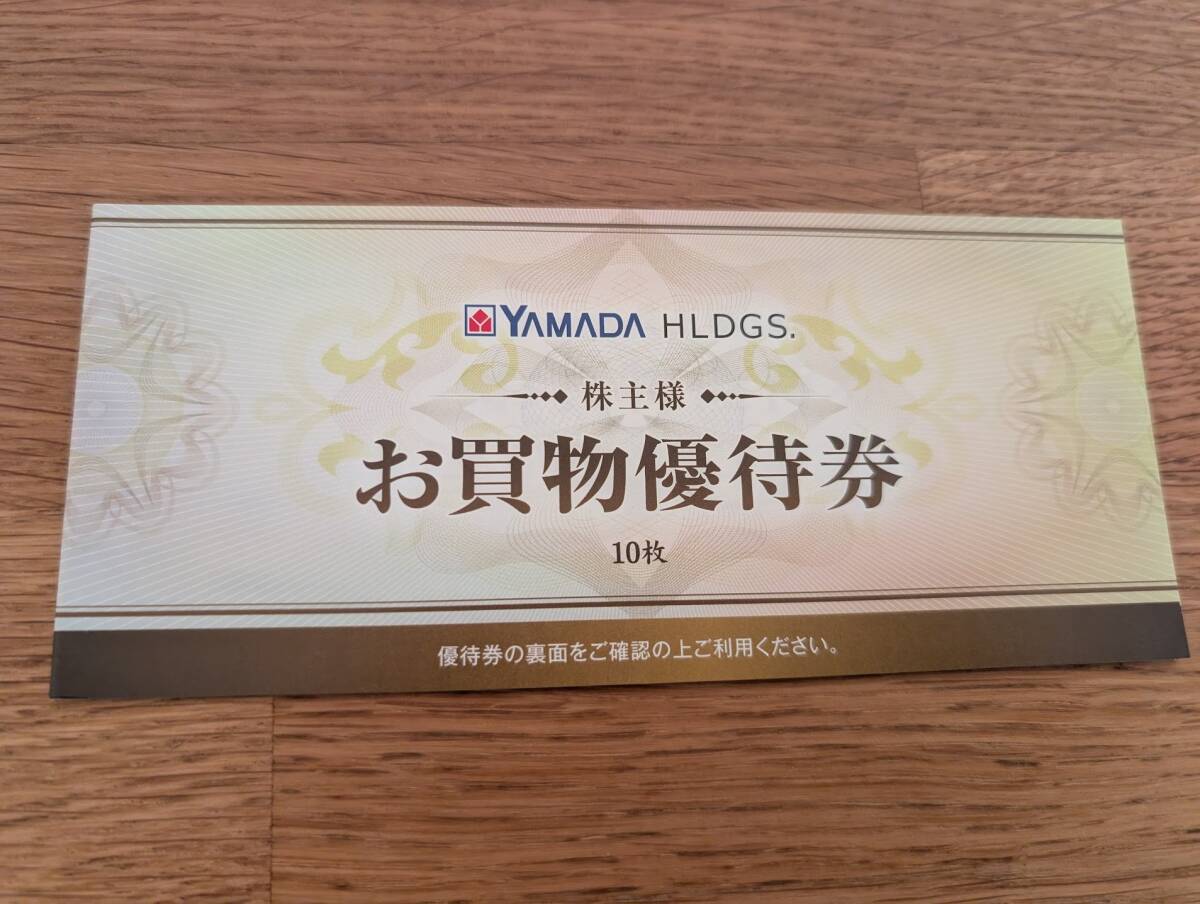 YAMADA HLDGS.
株主様
お買物優待券
10枚
優待券の裏面をご確認の上ご利用ください。